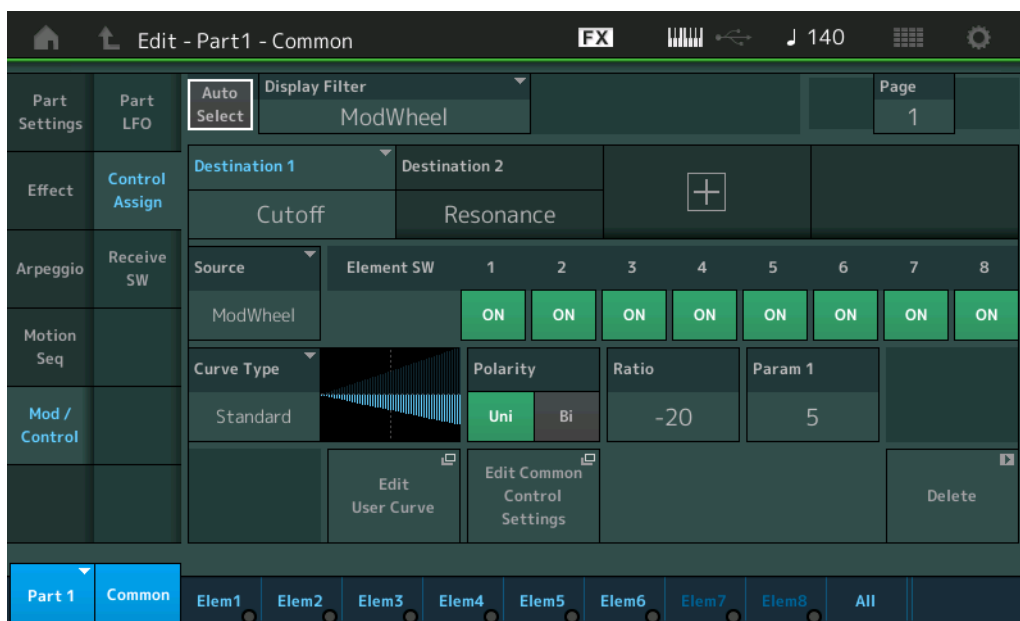 Edit - Part1 - Common
FX
♩ 140
Part Settings
Part LFO
Auto Select
Display Filter
ModWheel
Page
1
Effect
Control Assign
Destination 1
Cutoff
Destination 2
Resonance
Arpeggio
Receive SW
Source
ModWheel
Element SW 1 2 3 4 5 6 7 8
ON ON ON ON ON ON ON ON
Motion Seq
Curve Type
Standard
Polarity
Uni Bi
Ratio
-20
Param 1
5
Mod / Control
Edit User Curve
Edit Common Control Settings
Delete
Part 1 Common Elem1 Elem2 Elem3 Elem4 Elem5 Elem6 Elem7 Elem8 All